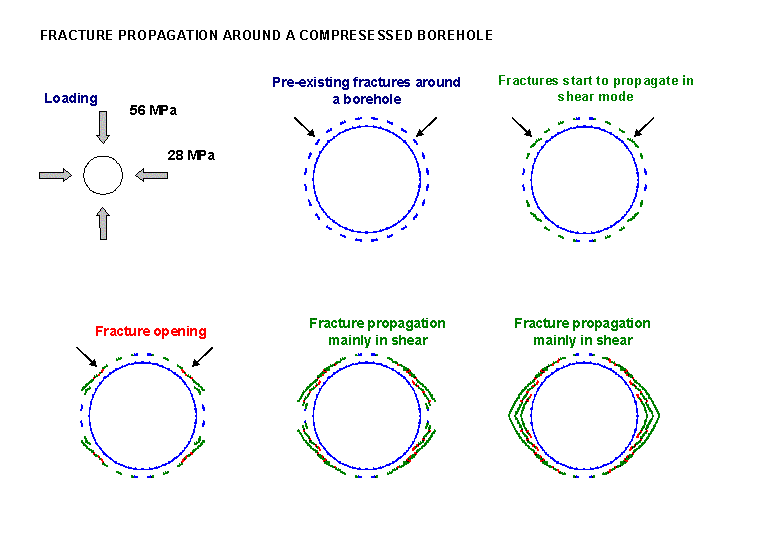 FRACTURE PROPAGATION AROUND A COMPRESESSED BOREHOLE
Loading
56 MPa
28 MPa
Pre-existing fractures around
a borehole
Fractures start to propagate in
shear mode
Fracture opening
Fracture propagation
mainly in shear
Fracture propagation
mainly in shear